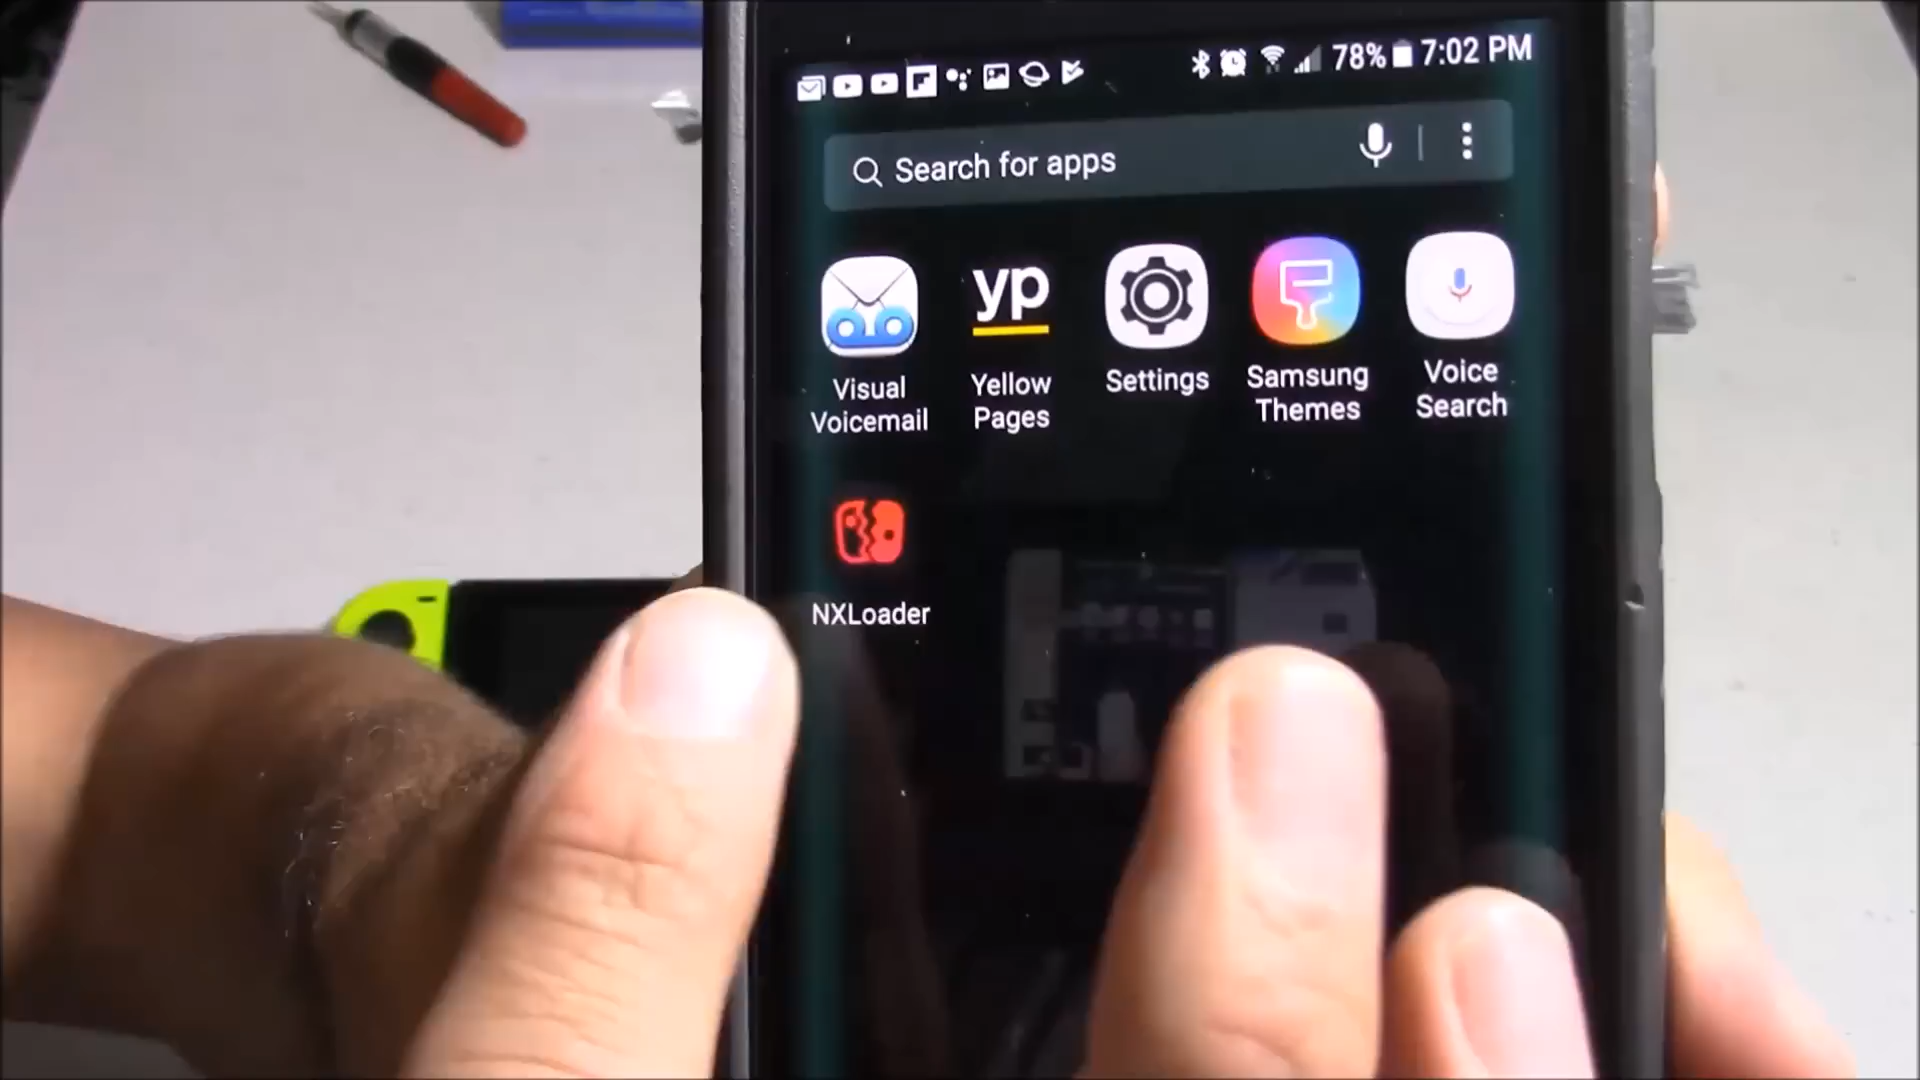 78% 7:02 PM
Search for apps
yp
Visual
Voicemail
Yellow
Pages
Settings
Samsung
Themes
Voice
Search
NXLoader